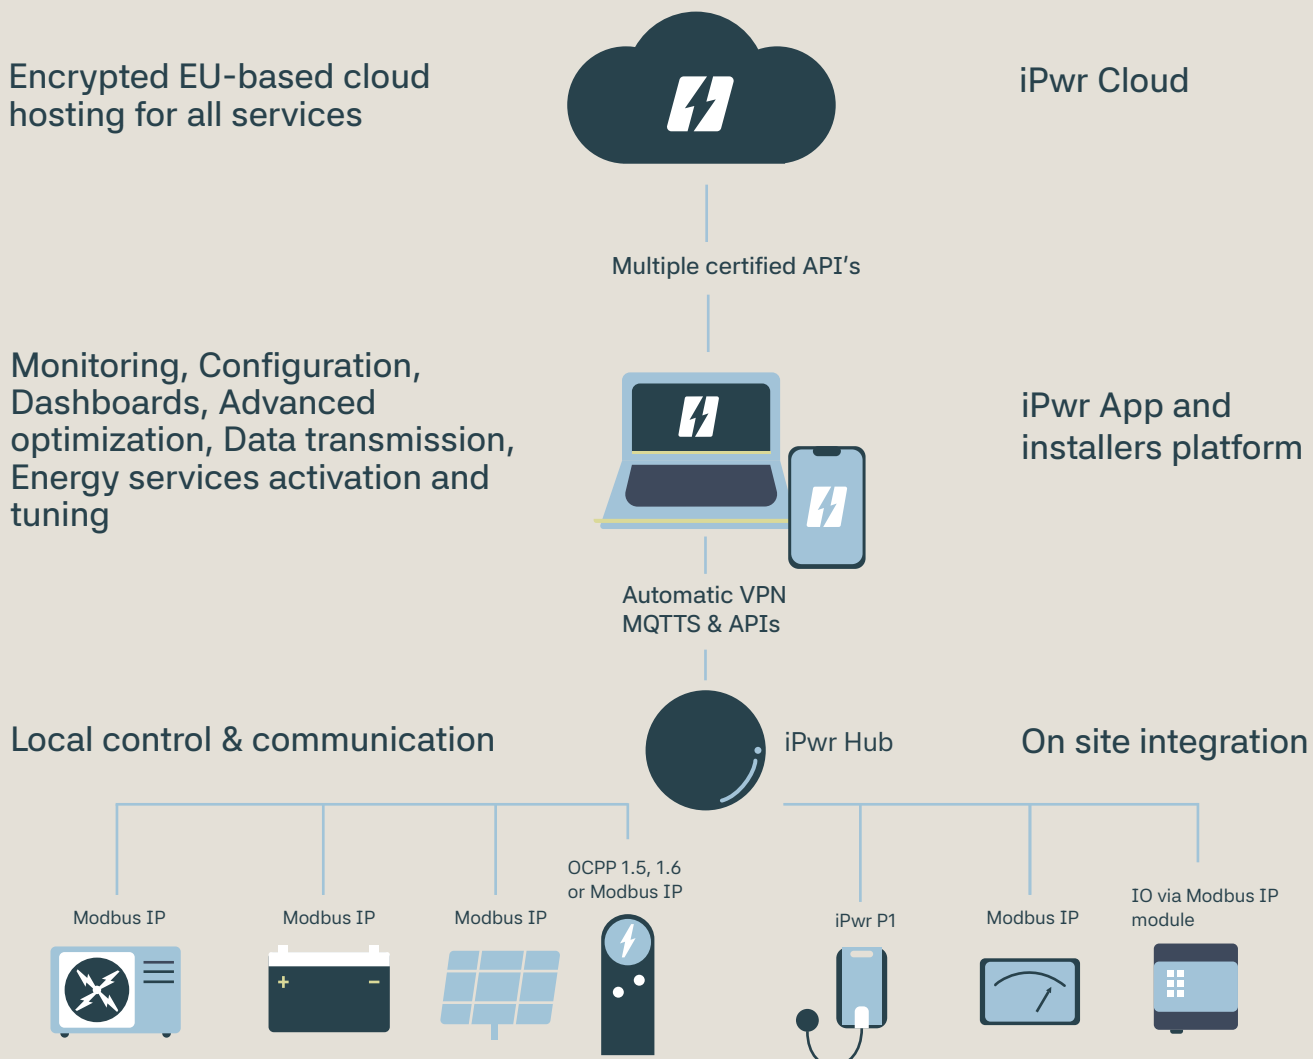 Encrypted EU-based cloud
hosting for all services
iPwr Cloud
Multiple certified API's
Monitoring, Configuration,
Dashboards, Advanced
optimization, Data transmission,
Energy services activation and
tuning
iPwr App and
installers platform
Automatic VPN
MQTTS & APIs
Local control & communication
iPwr Hub
On site integration
Modbus IP
Modbus IP
Modbus IP
OCPP 1.5, 1.6
or Modbus IP
iPwr P1
Modbus IP
IO via Modbus IP
module